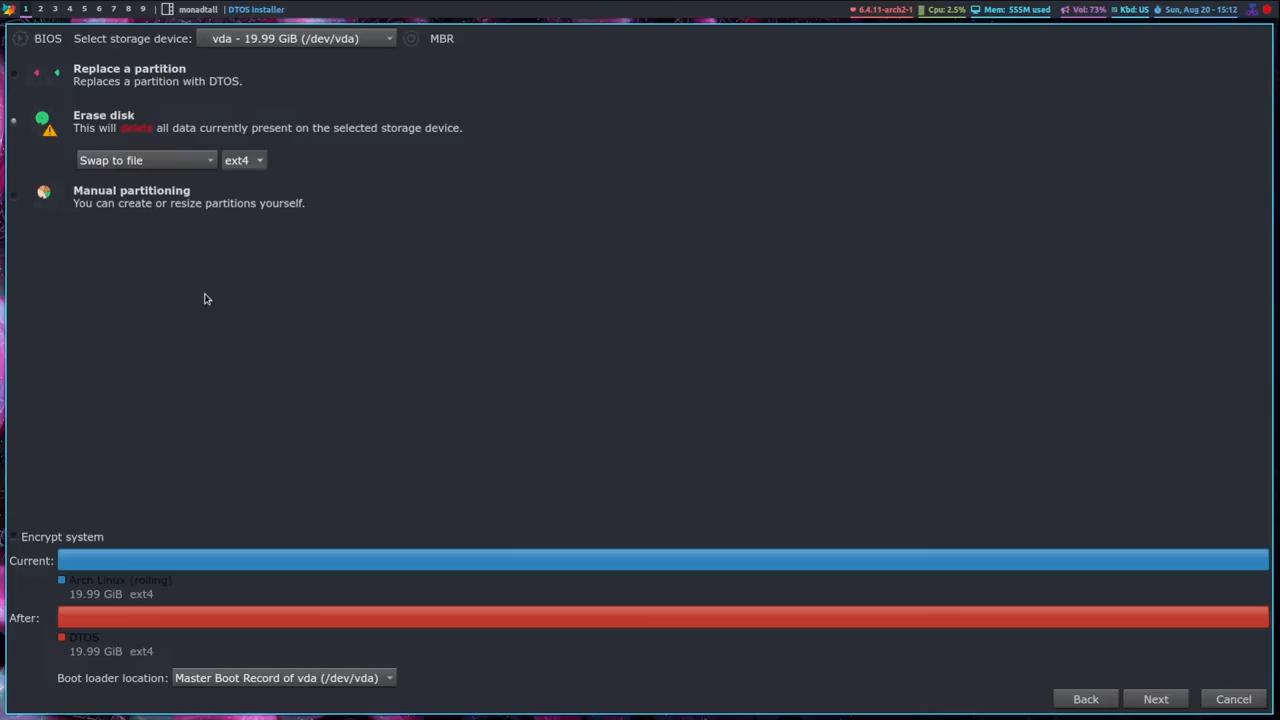 1 2 3 4 5 6 7 8 9 | monadtall | DTOS Installer 6.4.11-arch2-1 Cpu: 2.5% Mem: 555M used Vol: 73% Kbd: US Sun, Aug 20 - 15:12
BIOS Select storage device: vda - 19.99 GiB (/dev/vda) MBR
Replace a partition
Replaces a partition with DTOS.
Erase disk
This will delete all data currently present on the selected storage device.
Swap to file ext4
Manual partitioning
You can create or resize partitions yourself.
Encrypt system
Current:
Arch Linux (rolling)
19.99 GiB ext4
After:
DTOS
19.99 GiB ext4
Boot loader location: Master Boot Record of vda (/dev/vda)
Back Next Cancel